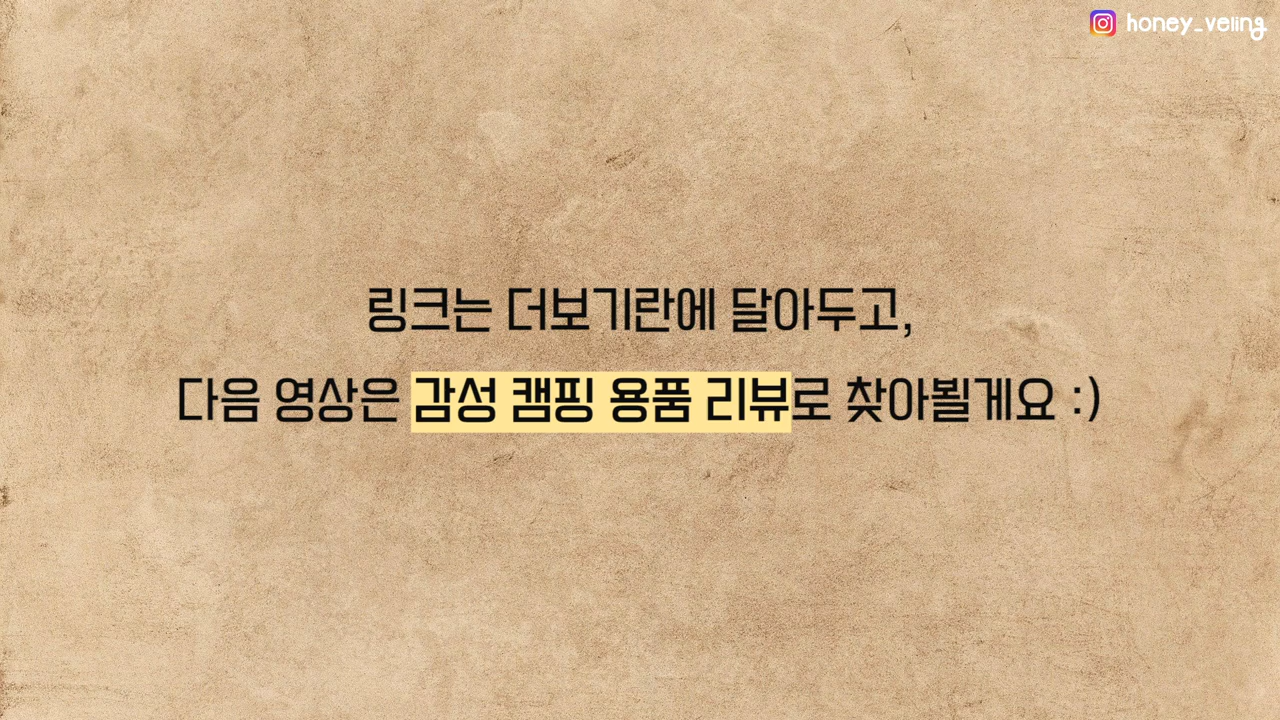 honey_veling
링크는 더보기란에 달아두고,
다음 영상은 감성 캠핑 용품 리뷰로 찾아뵐게요 :)